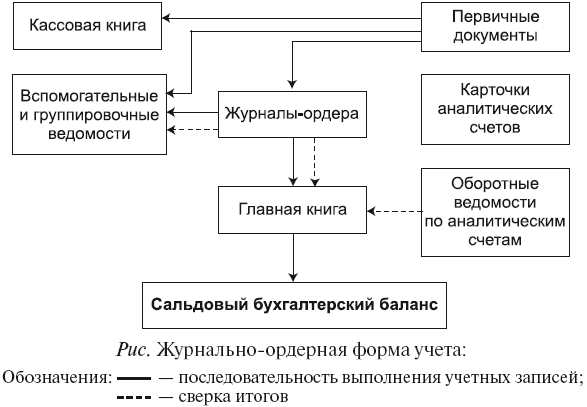 Кассовая книга
Первичные
документы
Вспомогательные
и группировочные
ведомости
Журналы-ордера
Карточки
аналитических
счетов
Главная книга
Оборотные
ведомости
по аналитическим
счетам
Сальдовый бухгалтерский баланс
Рис. Журнально-ордерная форма учета:
Обозначения: — последовательность выполнения учетных записей;
— сверка итогов